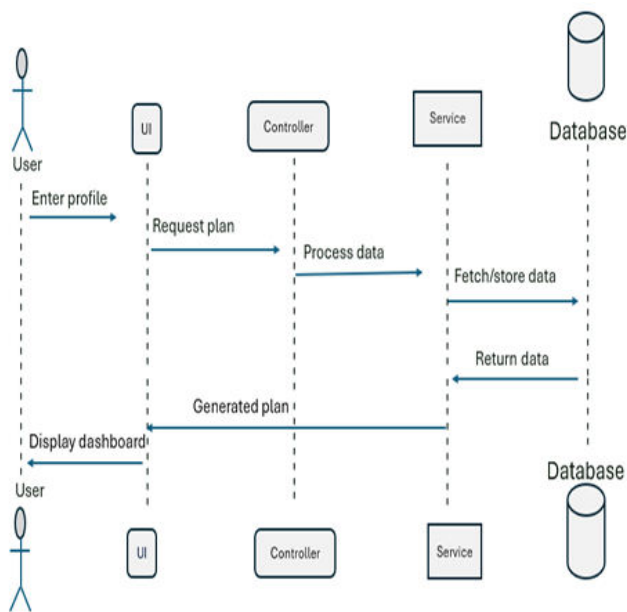 UI
Controller
Service
Database
User
Enter profile
Request plan
Process data
Fetch/store data
Return data
Generated plan
Display dashboard
Database
User
UI
Controller
Service